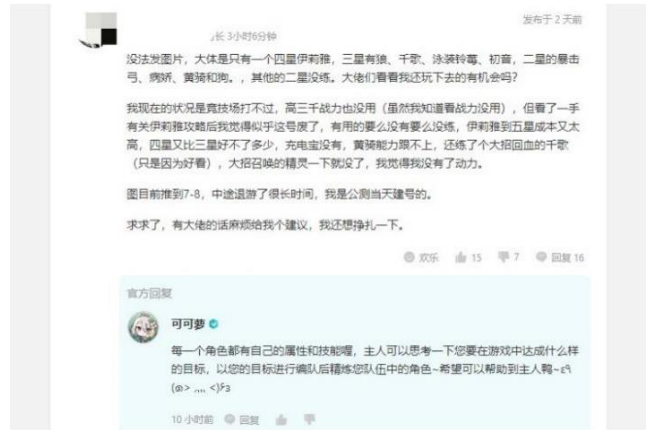 发布于 2 天前
长 3小时6分钟
没法发图片，大体是只有一个四星伊莉雅，三星有狼、千歌、泳装铃莓、初音，二星的暴击
弓、病娇、黄骑和狗。，其他的二星没练。大佬们看看我还玩下去的有机会吗？
我现在的状况是竞技场打不过，高三千战力也没用（虽然我知道看战力没用），但看了一手
有关伊莉雅攻略后我觉得似乎这号废了，有用的要么没有要么没练，伊莉雅到五星成本又太
高，四星又比三星好不了多少，充电宝没有，黄骑能力跟不上，还练了个大招回血的千歌
（只是因为好看），大招召唤的精灵一下就没了，我觉得我没有了动力。
图目前推到7-8，中途退游了很长时间，我是公测当天建号的。
求求了，有大佬的话麻烦给我个建议，我还想挣扎一下。
欢乐 15 7 回复 16
官方回复
可可萝
每一个角色都有自己的属性和技能喔，主人可以思考一下您要在游戏中达成什么样
的目标，以您的目标进行编队后精炼您队伍中的角色~希望可以帮助到主人鸭~ε٩
(๑> ₃ <)۶з
10 小时前 回复